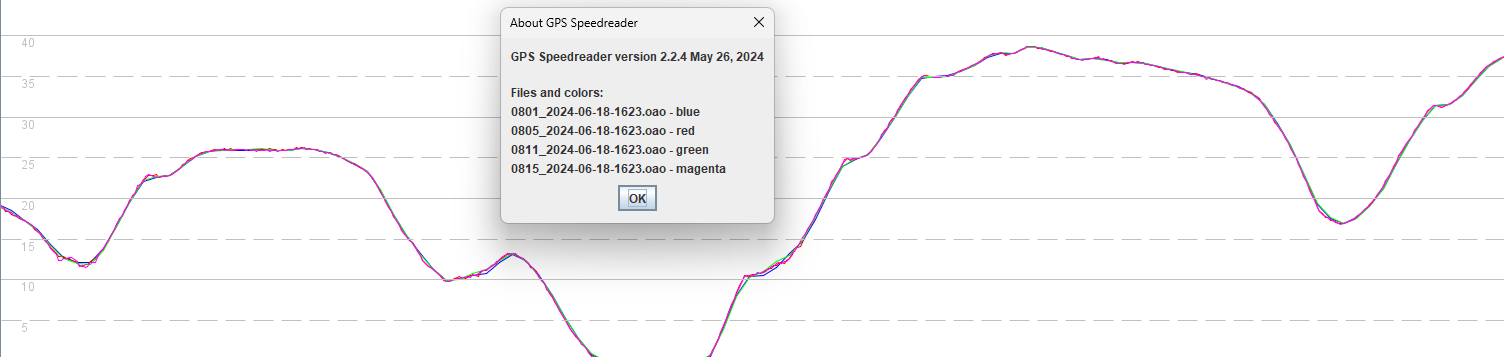 About GPS Speedreader
GPS Speedreader version 2.2.4 May 26, 2024
Files and colors:
0801_2024-06-18-1623.oao - blue
0805_2024-06-18-1623.oao - red
0811_2024-06-18-1623.oao - green
0815_2024-06-18-1623.oao - magenta
OK
40
35
30
25
20
15
10
5